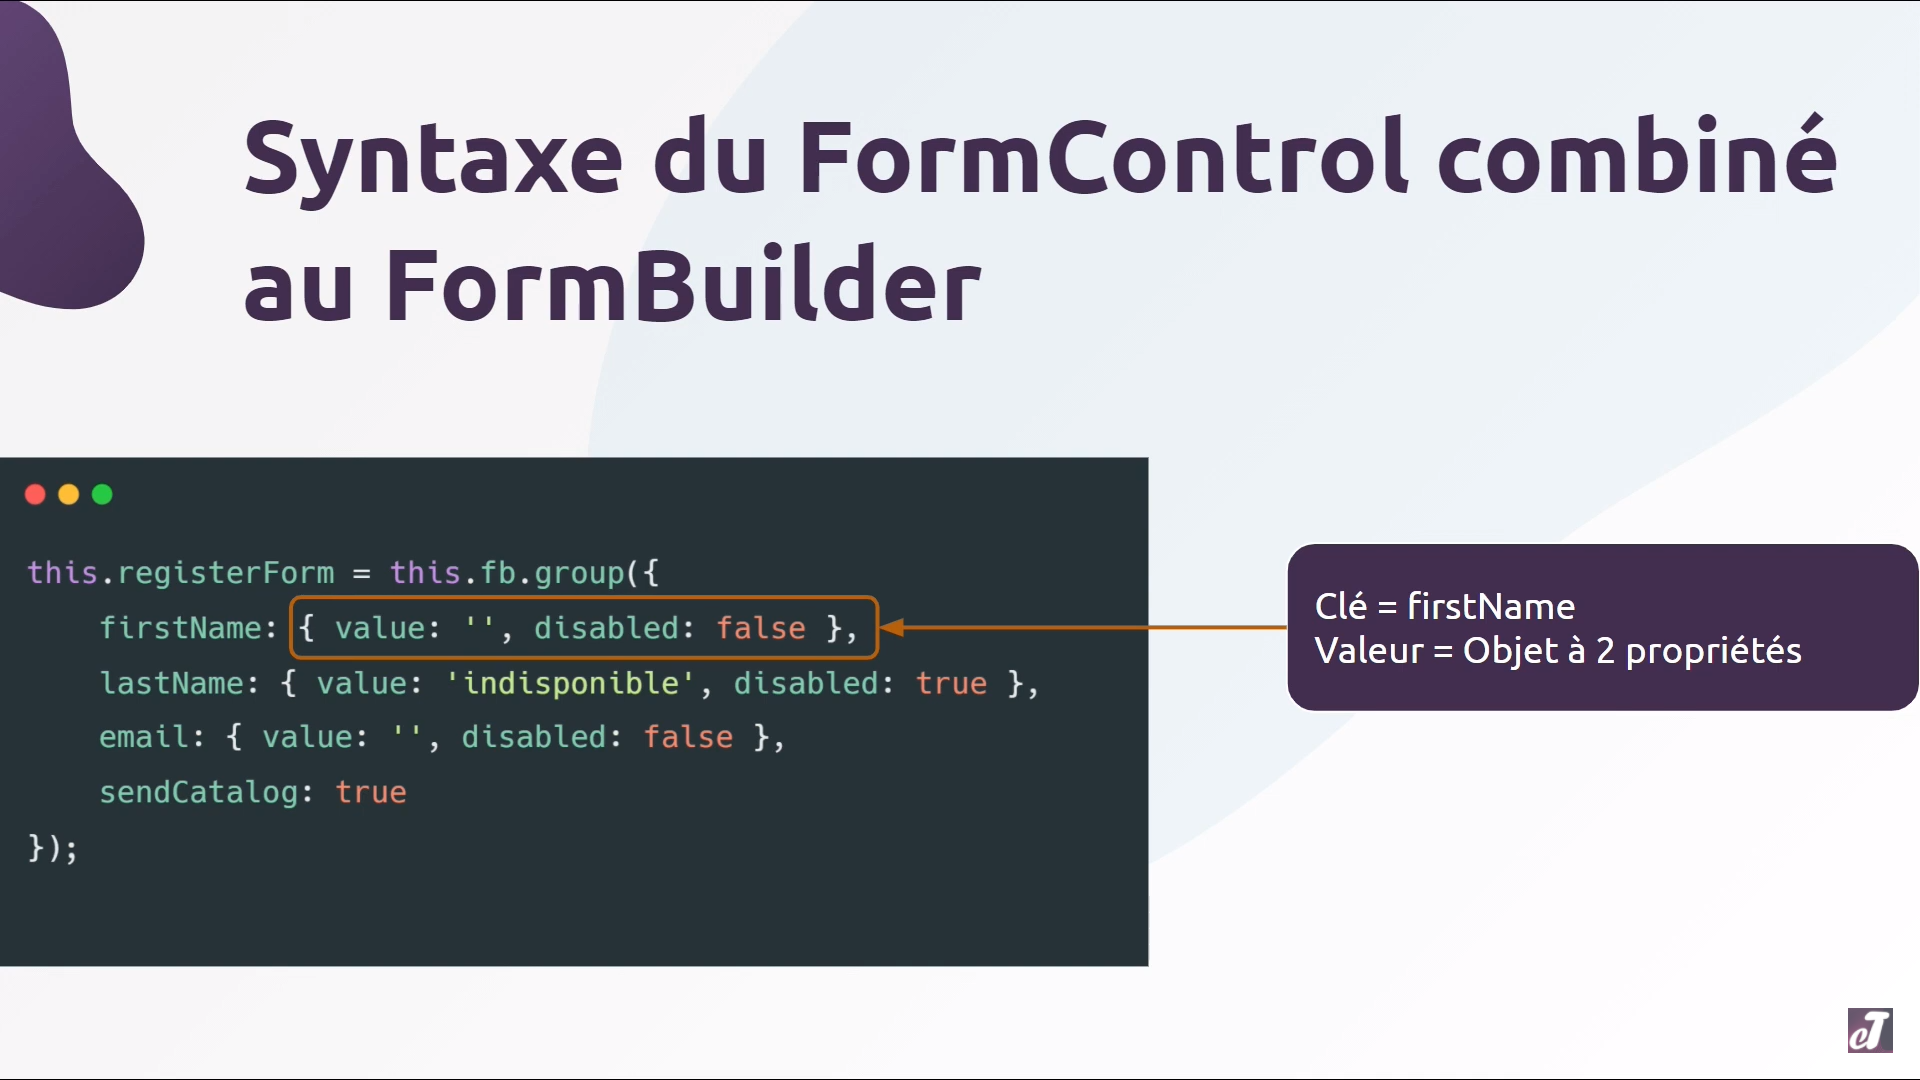 Syntaxe du FormControl combiné
au FormBuilder
this.registerForm = this.fb.group({
    firstName: { value: '', disabled: false },
    lastName: { value: 'indisponible', disabled: true },
    email: { value: '', disabled: false },
    sendCatalog: true
});
Clé = firstName
Valeur = Objet à 2 propriétés
eT